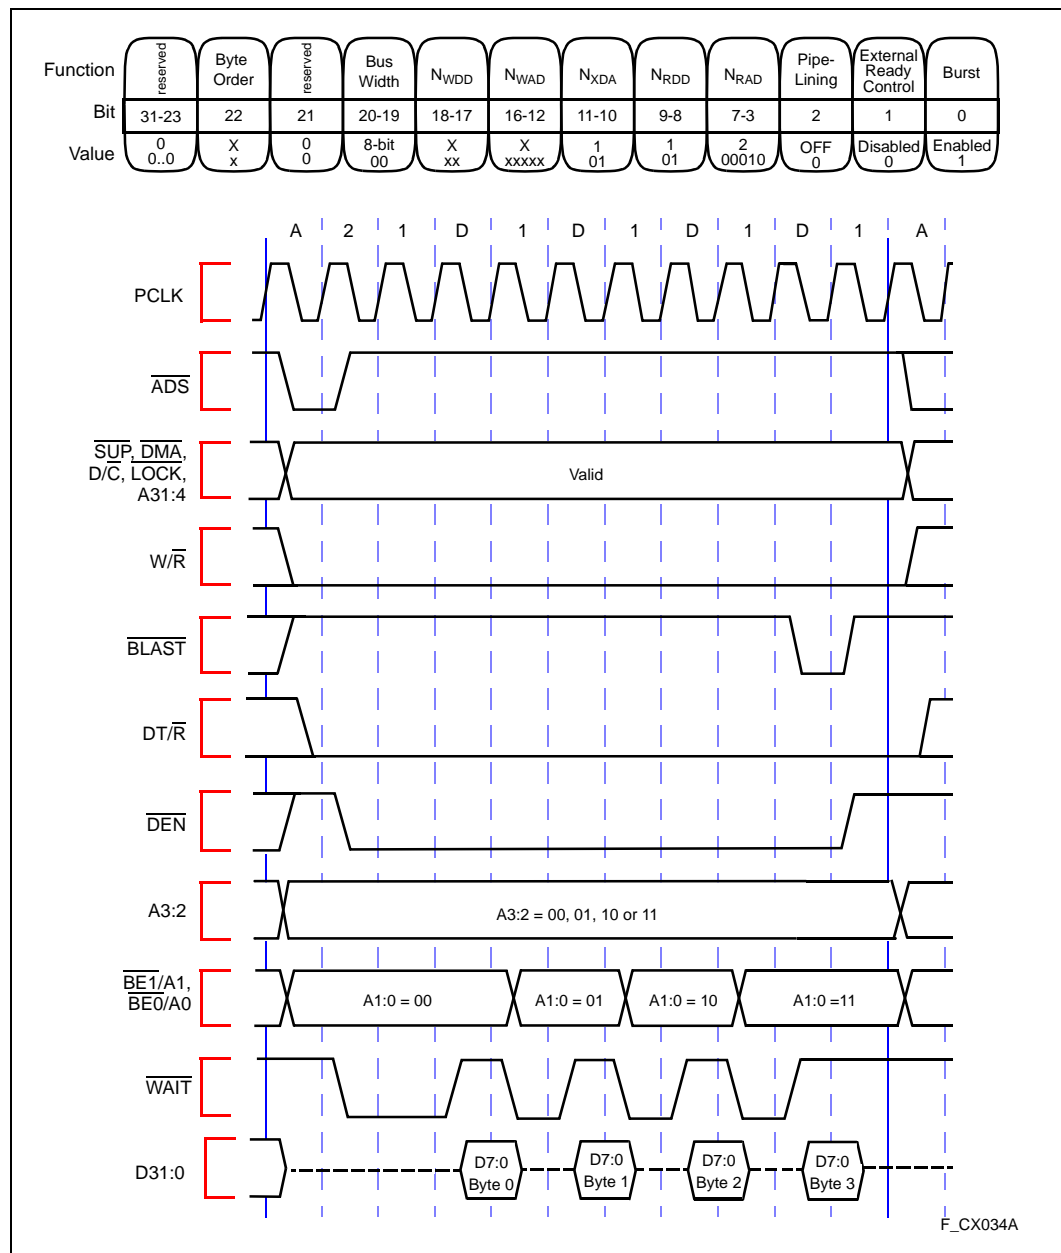 Function reserved Byte Order reserved Bus Width NWDD NWAD NXDA NRDD NRAD Pipe-Lining External Ready Control Burst
Bit 31-23 22 21 20-19 18-17 16-12 11-10 9-8 7-3 2 1 0
Value 0 X 0 8-bit X X 1 1 2 OFF Disabled Enabled
0..0 x 0 00 xx xxxxx 01 01 00010 0 0 1
A 2 1 D 1 D 1 D 1 D 1 A
PCLK
ADS
SUP, DMA,
D/C, LOCK,
A31:4
Valid
W/R
BLAST
DT/R
DEN
A3:2
A3:2 = 00, 01, 10 or 11
BE1/A1,
BE0/A0
A1:0 = 00 A1:0 = 01 A1:0 = 10 A1:0 =11
WAIT
D31:0
D7:0 D7:0 D7:0 D7:0
Byte 0 Byte 1 Byte 2 Byte 3
F_CX034A